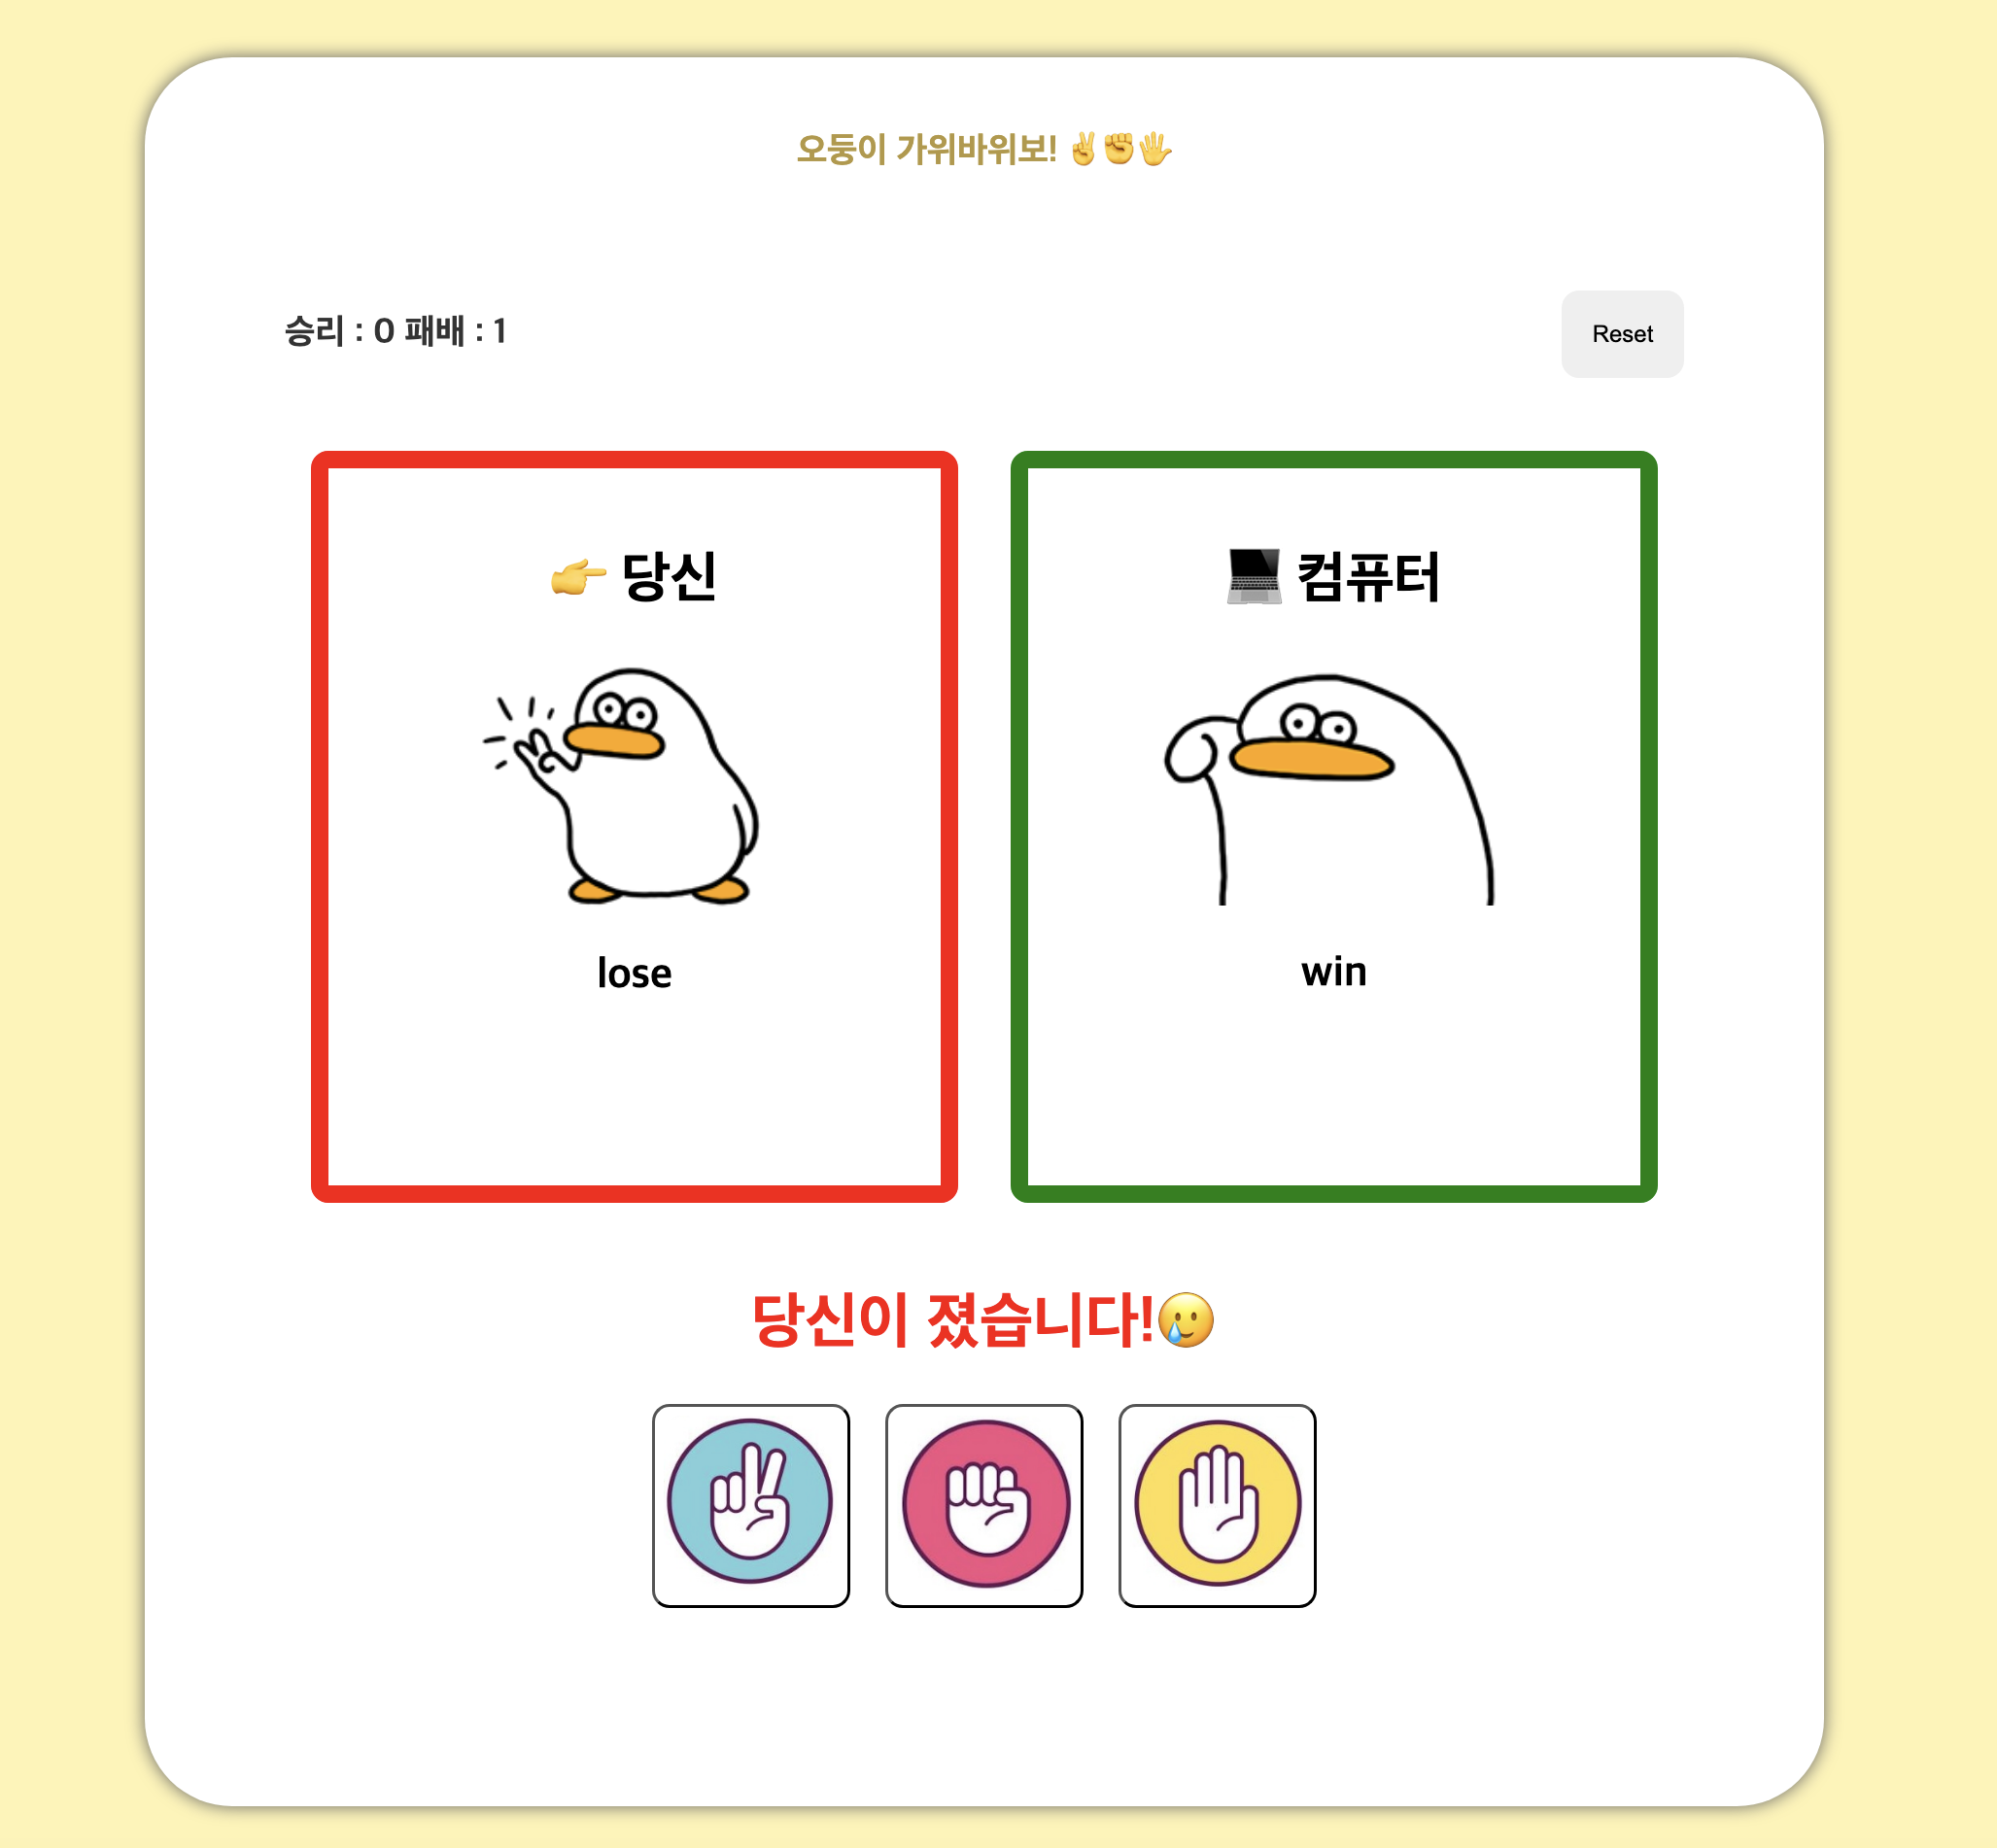 오둥이 가위바위보! ✌️✊🖐
승리 : 0 패배 : 1
Reset
👉 당신
💻 컴퓨터
lose
win
당신이 졌습니다!🥲